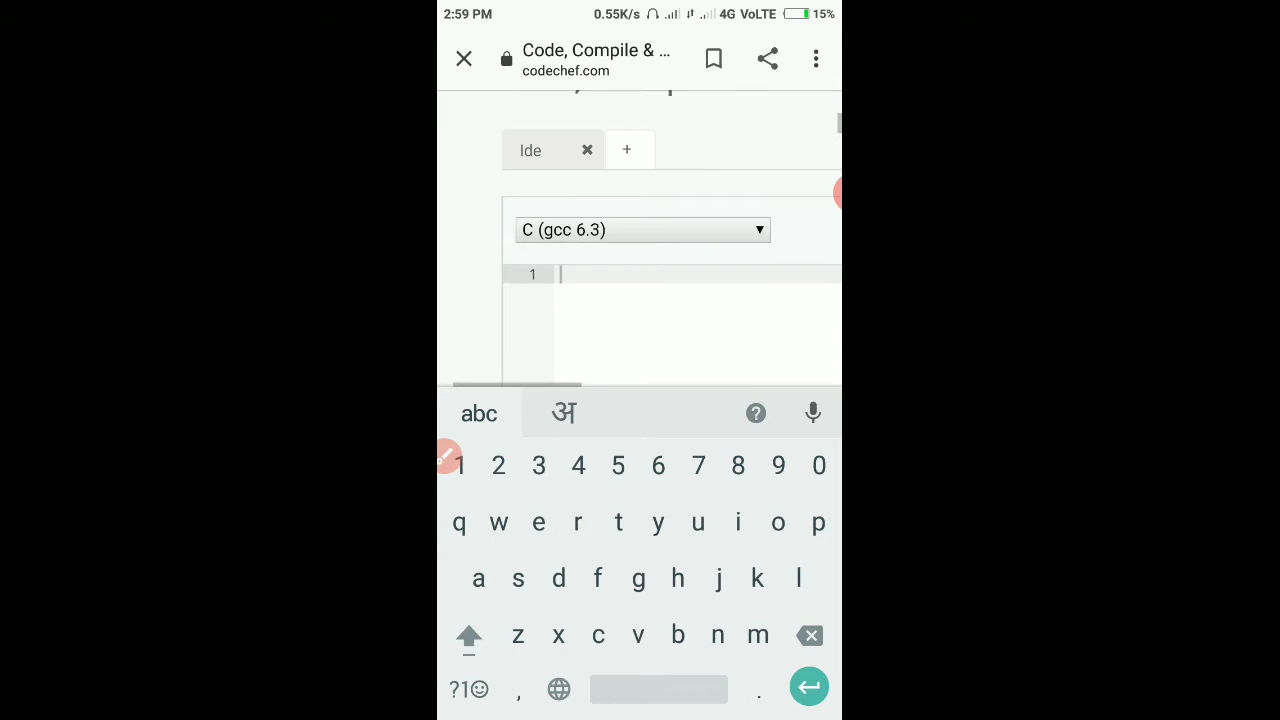 2:59 PM 0.55K/s 4G VoLTE 15%
Code, Compile & ...
codechef.com
Ide ✖ +
C (gcc 6.3) ▼
1
abc अ ?
1 2 3 4 5 6 7 8 9 0
q w e r t y u i o p
a s d f g h j k l
z x c v b n m
?1☺ , .